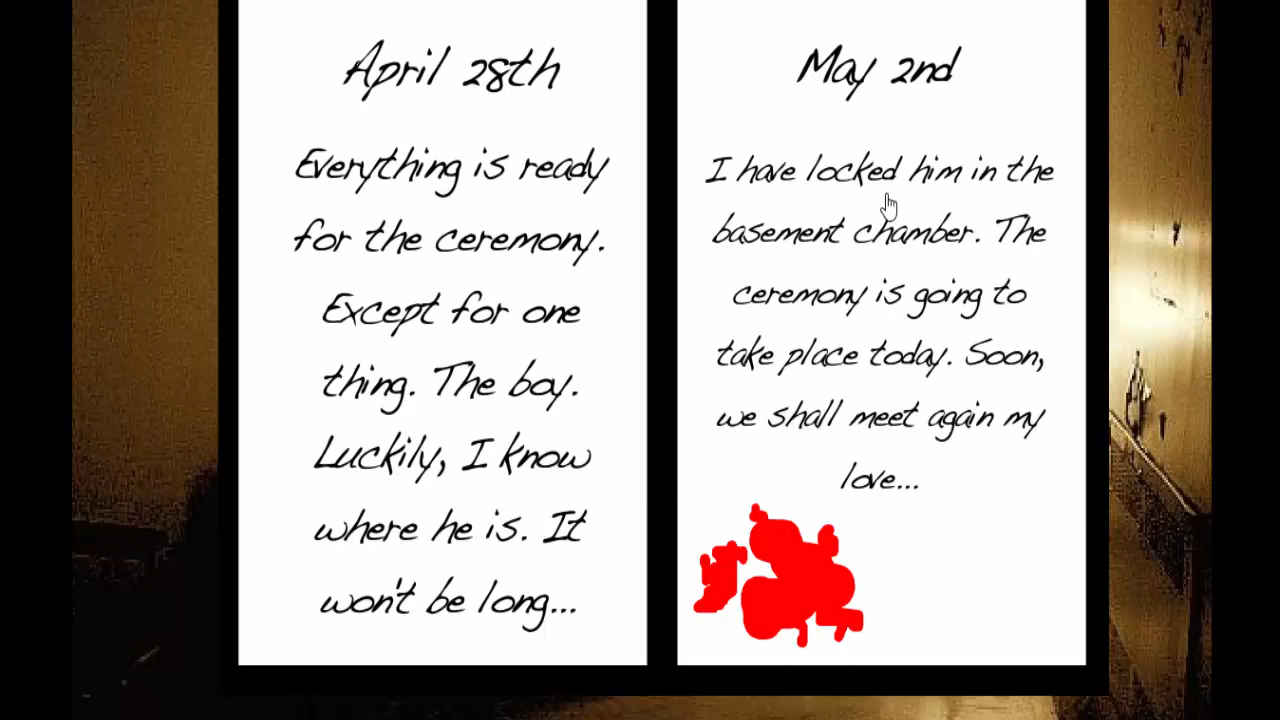 April 28th
Everything is ready
for the ceremony.
Except for one
thing. The boy.
Luckily, I know
where he is. It
won't be long...
May 2nd
I have locked him in the
basement chamber. The
ceremony is going to
take place today. Soon,
we shall meet again my
love...